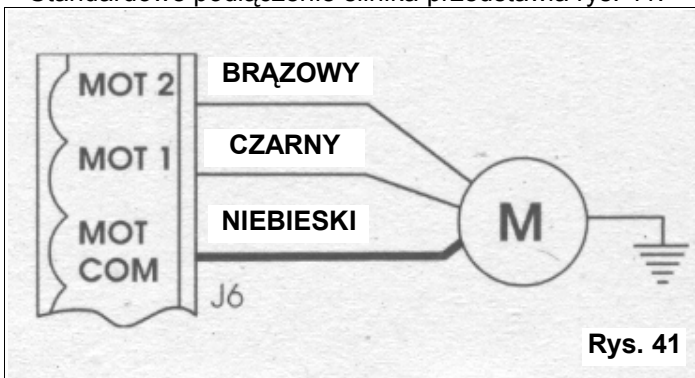 MOT 2
BRĄZOWY
MOT 1
CZARNY
MOT
COM
NIEBIESKI
M
J6
Rys. 41